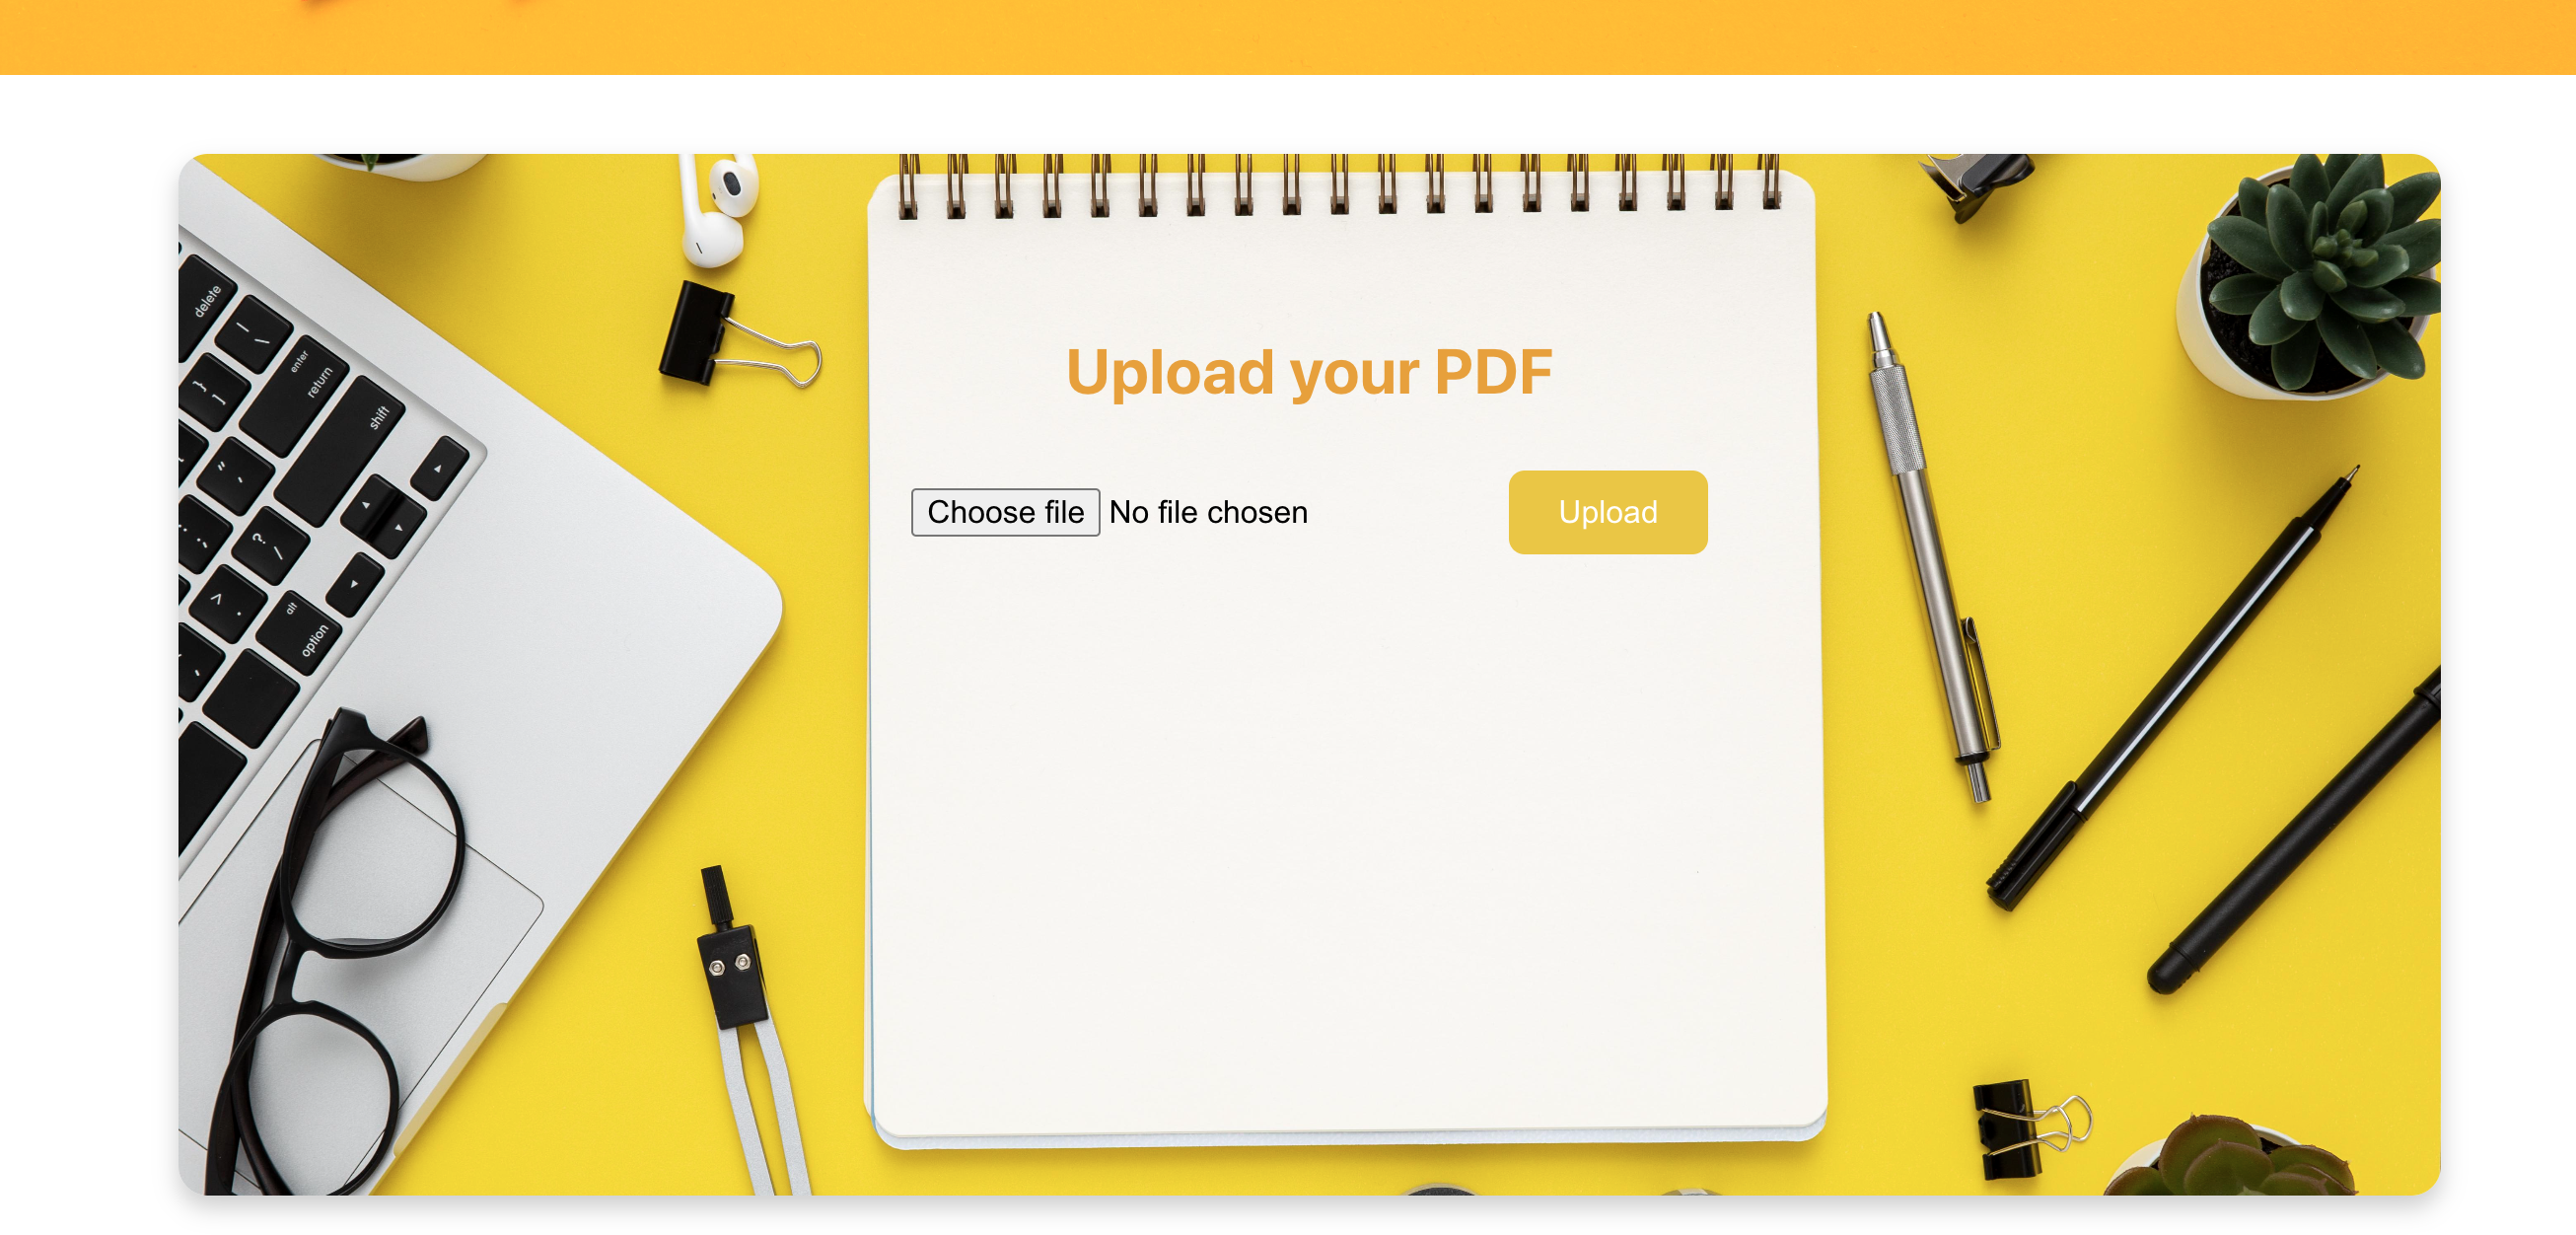 Upload your PDF
Choose file No file chosen
Upload
delete
enter
return
shift
alt
option